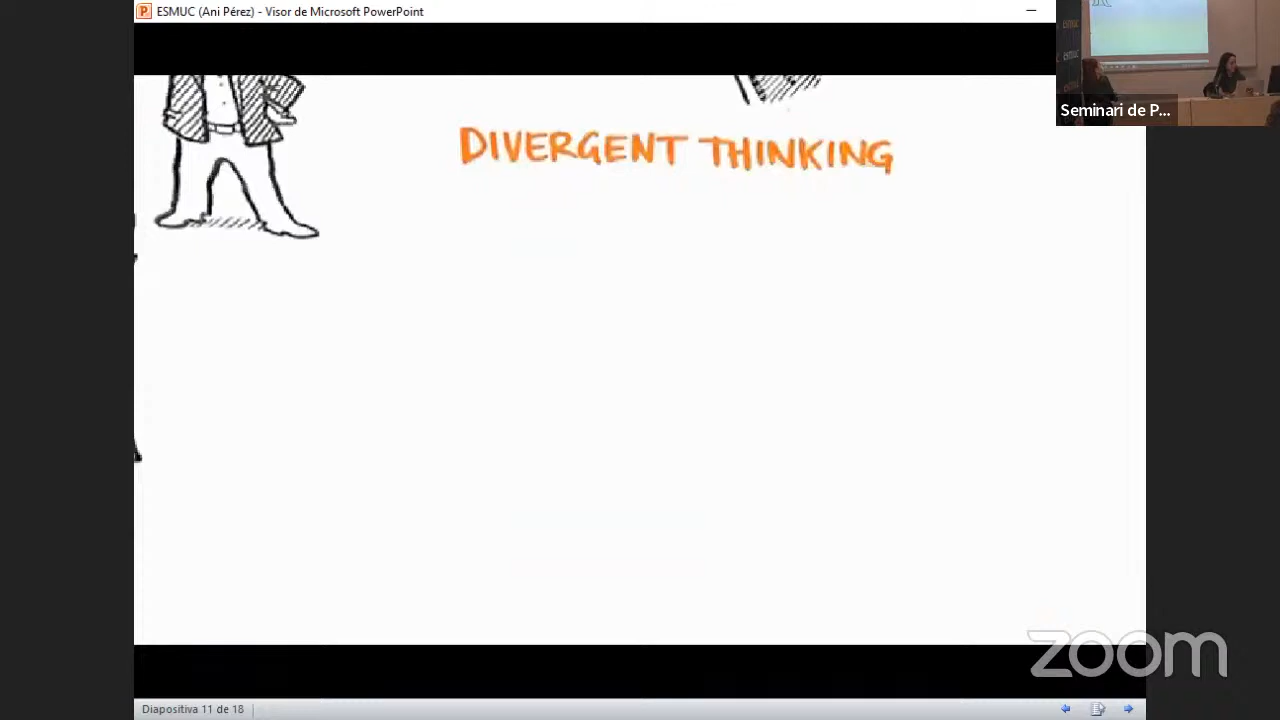 ESMUC (Ani Pérez) - Visor de Microsoft PowerPoint
Seminari de P...
DIVERGENT THINKING
zoom
Diapositiva 11 de 18